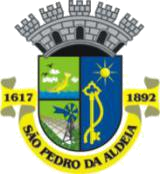 1617 1892
SÃO PEDRO DA ALDEIA